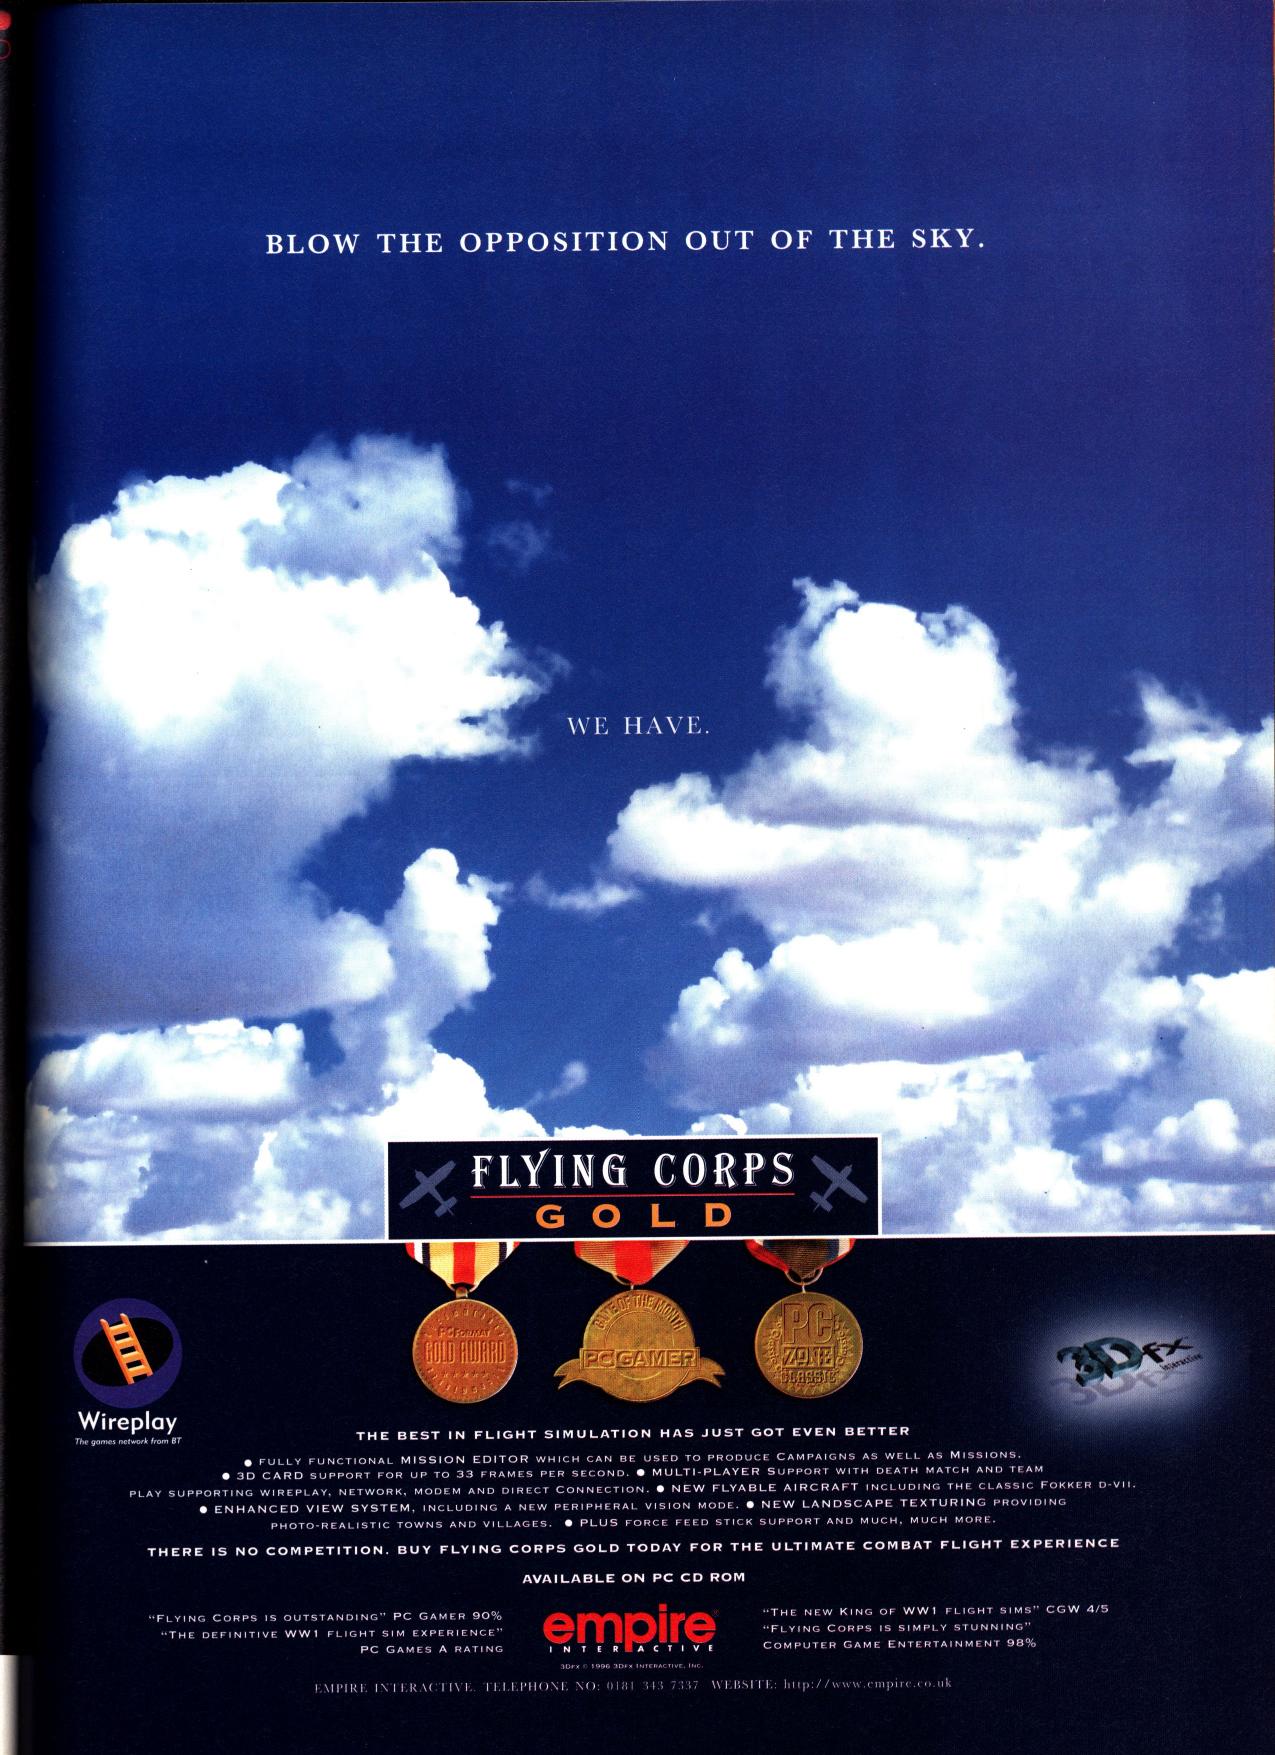 BLOW THE OPPOSITION OUT OF THE SKY.
WE HAVE.
FLYING CORPS
GOLD
PC FORMAT
GOLD AWARD
GAME OF THE MONTH
PC GAMER
PC
ZONE
CLASSIC
Wireplay
The games network from BT
3Dfx
interactive
THE BEST IN FLIGHT SIMULATION HAS JUST GOT EVEN BETTER
● FULLY FUNCTIONAL MISSION EDITOR WHICH CAN BE USED TO PRODUCE CAMPAIGNS AS WELL AS MISSIONS.
● 3D CARD SUPPORT FOR UP TO 33 FRAMES PER SECOND. ● MULTI-PLAYER SUPPORT WITH DEATH MATCH AND TEAM
PLAY SUPPORTING WIREPLAY, NETWORK, MODEM AND DIRECT CONNECTION. ● NEW FLYABLE AIRCRAFT INCLUDING THE CLASSIC FOKKER D-VII.
● ENHANCED VIEW SYSTEM, INCLUDING A NEW PERIPHERAL VISION MODE. ● NEW LANDSCAPE TEXTURING PROVIDING
PHOTO-REALISTIC TOWNS AND VILLAGES. ● PLUS FORCE FEED STICK SUPPORT AND MUCH, MUCH MORE.
THERE IS NO COMPETITION. BUY FLYING CORPS GOLD TODAY FOR THE ULTIMATE COMBAT FLIGHT EXPERIENCE
AVAILABLE ON PC CD ROM
"FLYING CORPS IS OUTSTANDING" PC GAMER 90%
"THE DEFINITIVE WW1 FLIGHT SIM EXPERIENCE"
PC GAMES A RATING
empire
INTERACTIVE
3DFX © 1996 3DFX INTERACTIVE, INC.
"THE NEW KING OF WW1 FLIGHT SIMS" CGW 4/5
"FLYING CORPS IS SIMPLY STUNNING"
COMPUTER GAME ENTERTAINMENT 98%
EMPIRE INTERACTIVE. TELEPHONE NO: 0181 343 7337 WEBSITE: http://www.empire.co.uk